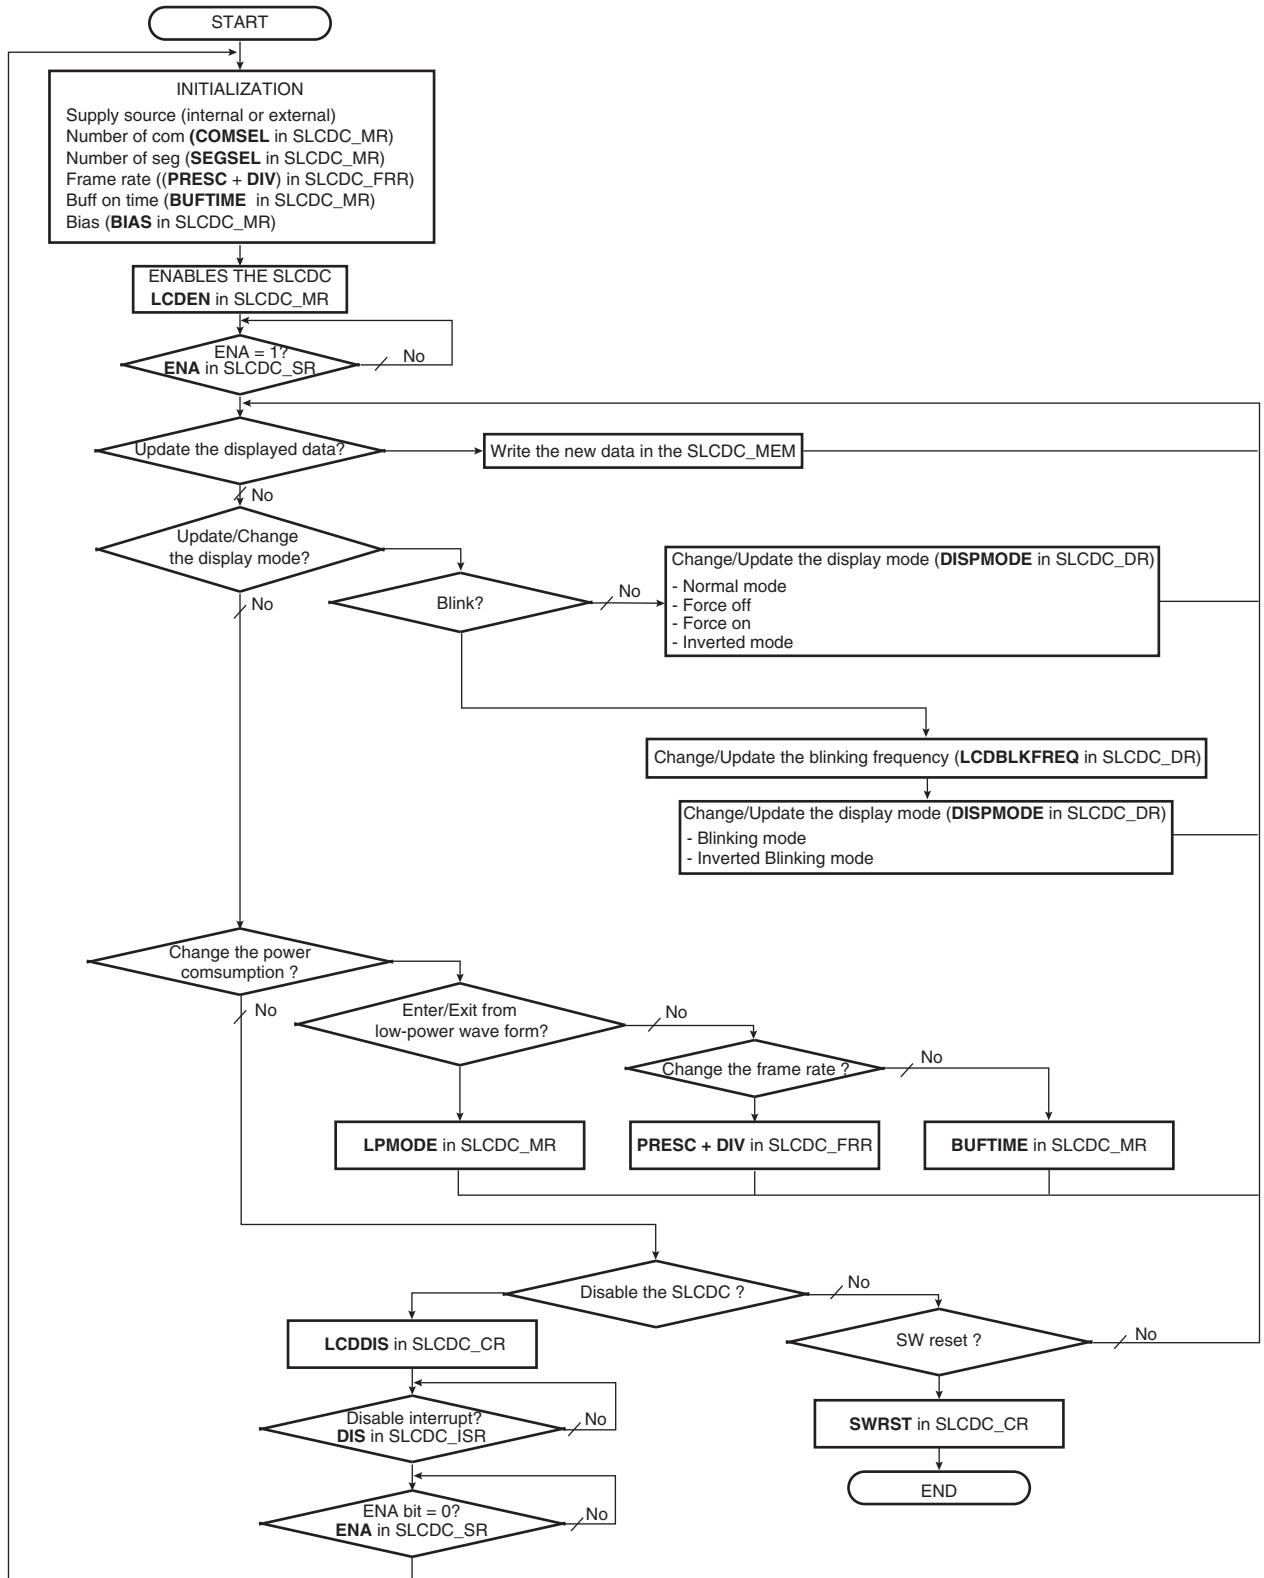 START
INITIALIZATION
Supply source (internal or external)
Number of com (COMSEL in SLCDC_MR)
Number of seg (SEGSEL in SLCDC_MR)
Frame rate ((PRESC + DIV) in SLCDC_FRR)
Buff on time (BUFTIME in SLCDC_MR)
Bias (BIAS in SLCDC_MR)
ENABLES THE SLCDC
LCDEN in SLCDC_MR
ENA = 1?
ENA in SLCDC_SR
No
Update the displayed data?
Write the new data in the SLCDC_MEM
No
Update/Change
the display mode?
No
Blink?
No
Change/Update the display mode (DISPMODE in SLCDC_DR)
- Normal mode
- Force off
- Force on
- Inverted mode
Change/Update the blinking frequency (LCDBLKFREQ in SLCDC_DR)
Change/Update the display mode (DISPMODE in SLCDC_DR)
- Blinking mode
- Inverted Blinking mode
Change the power
comsumption ?
No
Enter/Exit from
low-power wave form?
No
Change the frame rate ?
No
LPMODE in SLCDC_MR
PRESC + DIV in SLCDC_FRR
BUFTIME in SLCDC_MR
Disable the SLCDC ?
No
LCDDIS in SLCDC_CR
SW reset ?
No
Disable interrupt?
DIS in SLCDC_ISR
No
SWRST in SLCDC_CR
END
ENA bit = 0?
ENA in SLCDC_SR
No